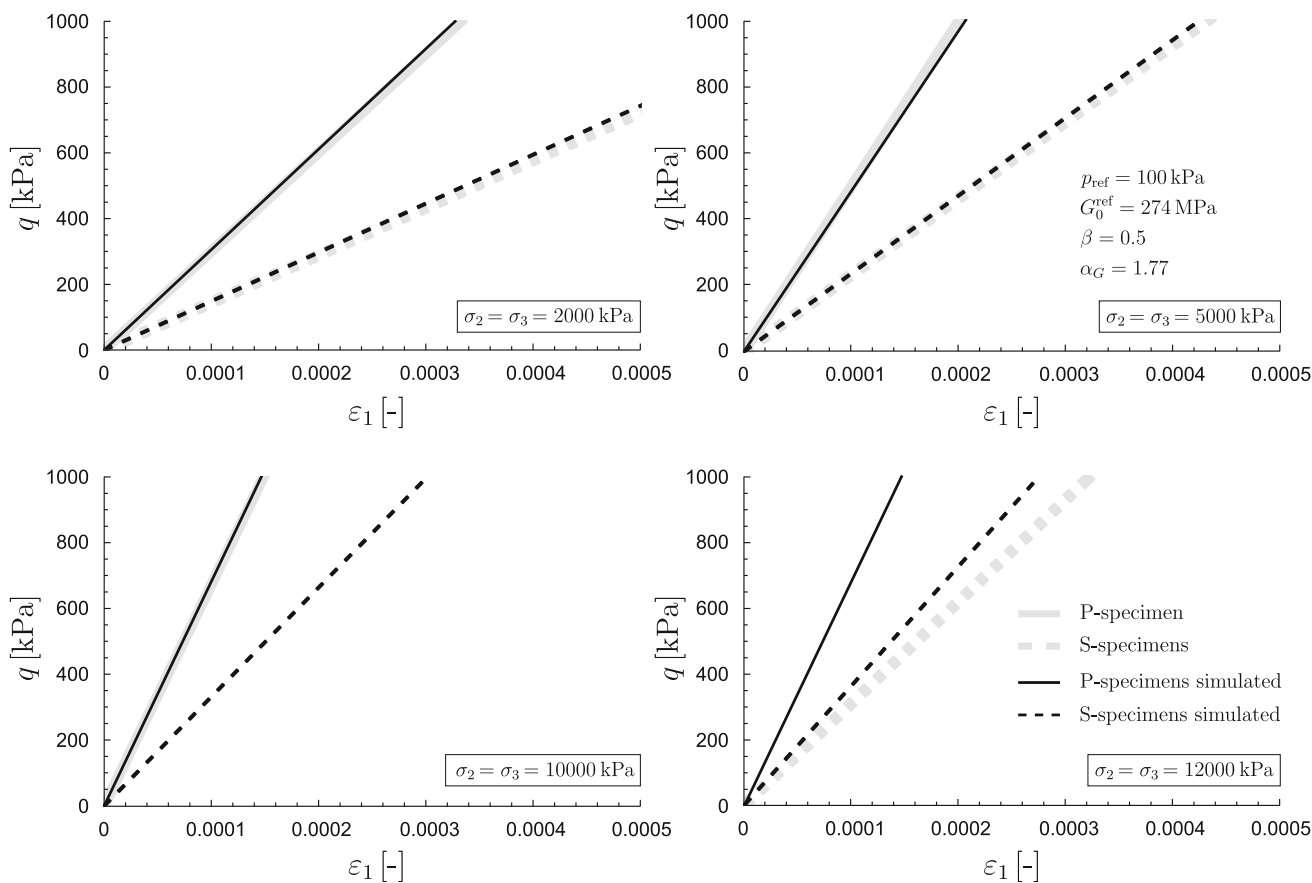 1000
800
600
400
200
0
q [kPa]
σ₂ = σ₃ = 2000 kPa
0 0.0001 0.0002 0.0003 0.0004 0.0005
ε₁ [-]
1000
800
600
400
200
0
q [kPa]
p_ref = 100 kPa
G₀^ref = 274 MPa
β = 0.5
α_G = 1.77
σ₂ = σ₃ = 5000 kPa
0 0.0001 0.0002 0.0003 0.0004 0.0005
ε₁ [-]
1000
800
600
400
200
0
q [kPa]
σ₂ = σ₃ = 10000 kPa
0 0.0001 0.0002 0.0003 0.0004 0.0005
ε₁ [-]
1000
800
600
400
200
0
q [kPa]
P-specimen
S-specimens
P-specimens simulated
S-specimens simulated
σ₂ = σ₃ = 12000 kPa
0 0.0001 0.0002 0.0003 0.0004 0.0005
ε₁ [-]